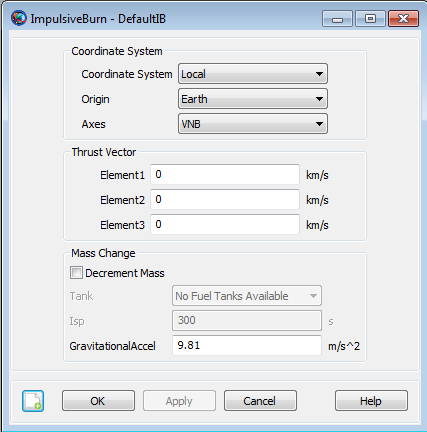 ImpulsiveBurn - DefaultIB
Coordinate System
Coordinate System Local
Origin Earth
Axes VNB
Thrust Vector
Element1 0 km/s
Element2 0 km/s
Element3 0 km/s
Mass Change
Decrement Mass
Tank No Fuel Tanks Available
Isp 300 s
GravitationalAccel 9.81 m/s^2
OK Apply Cancel Help